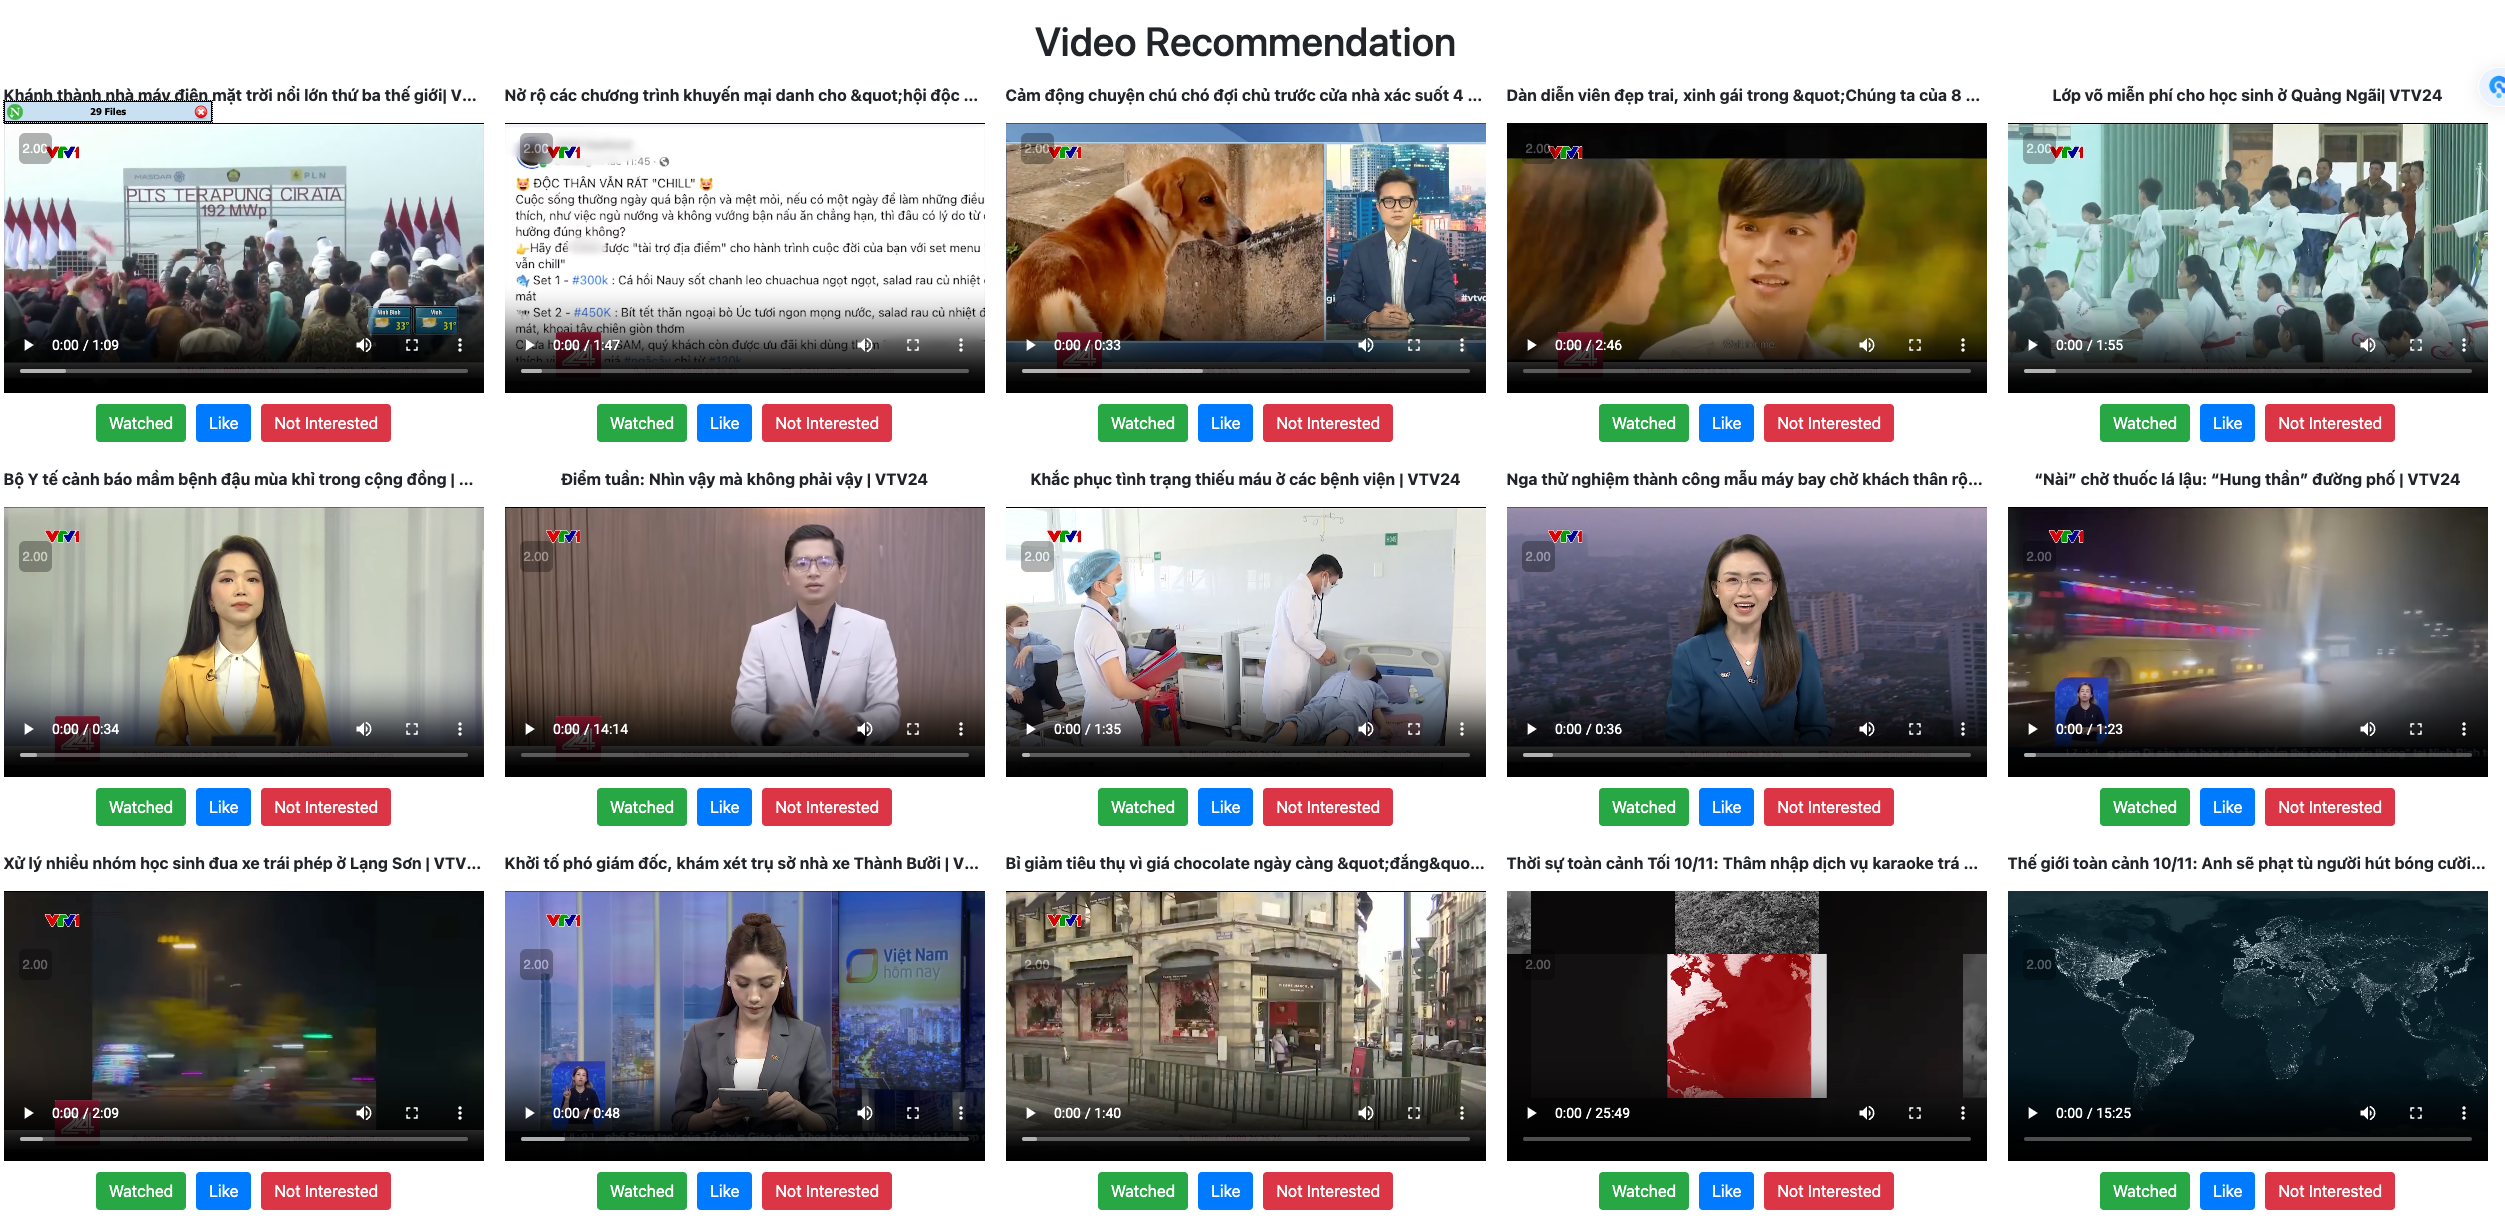 Video Recommendation
Khánh thành nhà máy điện mặt trời nổi lớn thứ ba thế giới| V...
29 Files
2.00
VTV1
MASDAR
PLN
PLTS TERAPUNG CIRATA
192 MWp
Ninh Bình
33°
Vinh
31°
0:00 / 1:09
Watched
Like
Not Interested
Nở rộ các chương trình khuyến mại danh cho &quot;hội độc ...
2.00
VTV1
11:45
ĐỘC THÂN VẪN RẤT "CHILL"
Cuộc sống thường ngày quá bận rộn và mệt mỏi, nếu có một ngày để làm những điều
thích, như việc ngủ nướng và không vướng bận nấu ăn chẳng hạn, thì đâu có lý do từ
hưởng đúng không?
Hãy để được "tài trợ địa điểm" cho hành trình cuộc đời của bạn với set menu
vẫn chill"
Set 1 - #300k : Cá hồi Nauy sốt chanh leo chuachua ngọt ngọt, salad rau củ nhiệt
mát
Set 2 - #450K : Bít tết thăn ngoại bò Úc tươi ngon mọng nước, salad rau củ nhiệt đ
mát, khoai tây chiên giòn thơm
SAM, quý khách còn được ưu đãi khi dùng thêm
0:00 / 1:47
Watched
Like
Not Interested
Cảm động chuyện chú chó đợi chủ trước cửa nhà xác suốt 4 ...
2.00
VTV1
#vtvd
0:00 / 0:33
Watched
Like
Not Interested
Dàn diễn viên đẹp trai, xinh gái trong &quot;Chúng ta của 8 ...
2.00
VTV1
0:00 / 2:46
Watched
Like
Not Interested
Lớp võ miễn phí cho học sinh ở Quảng Ngãi| VTV24
2.00
VTV1
0:00 / 1:55
Watched
Like
Not Interested
Bộ Y tế cảnh báo mầm bệnh đậu mùa khỉ trong cộng đồng | ...
VTV1
2.00
0:00 / 0:34
Watched
Like
Not Interested
Điểm tuần: Nhìn vậy mà không phải vậy | VTV24
VTV1
2.00
0:00 / 14:14
Watched
Like
Not Interested
Khắc phục tình trạng thiếu máu ở các bệnh viện | VTV24
VTV1
2.00
0:00 / 1:35
Watched
Like
Not Interested
Nga thử nghiệm thành công mẫu máy bay chở khách thân rộ...
VTV1
2.00
0:00 / 0:36
Watched
Like
Not Interested
“Nài” chở thuốc lá lậu: “Hung thần” đường phố | VTV24
VTV1
2.00
0:00 / 1:23
Watched
Like
Not Interested
Xử lý nhiều nhóm học sinh đua xe trái phép ở Lạng Sơn | VTV...
VTV1
2.00
0:00 / 2:09
Watched
Like
Not Interested
Khởi tố phó giám đốc, khám xét trụ sở nhà xe Thành Bưởi | V...
VTV1
2.00
Việt Nam
hôm nay
0:00 / 0:48
Watched
Like
Not Interested
Bỉ giảm tiêu thụ vì giá chocolate ngày càng &quot;đắng&quo...
VTV1
2.00
0:00 / 1:40
Watched
Like
Not Interested
Thời sự toàn cảnh Tối 10/11: Thâm nhập dịch vụ karaoke trá ...
2.00
0:00 / 25:49
Watched
Like
Not Interested
Thế giới toàn cảnh 10/11: Anh sẽ phạt tù người hút bóng cười...
2.00
0:00 / 15:25
Watched
Like
Not Interested